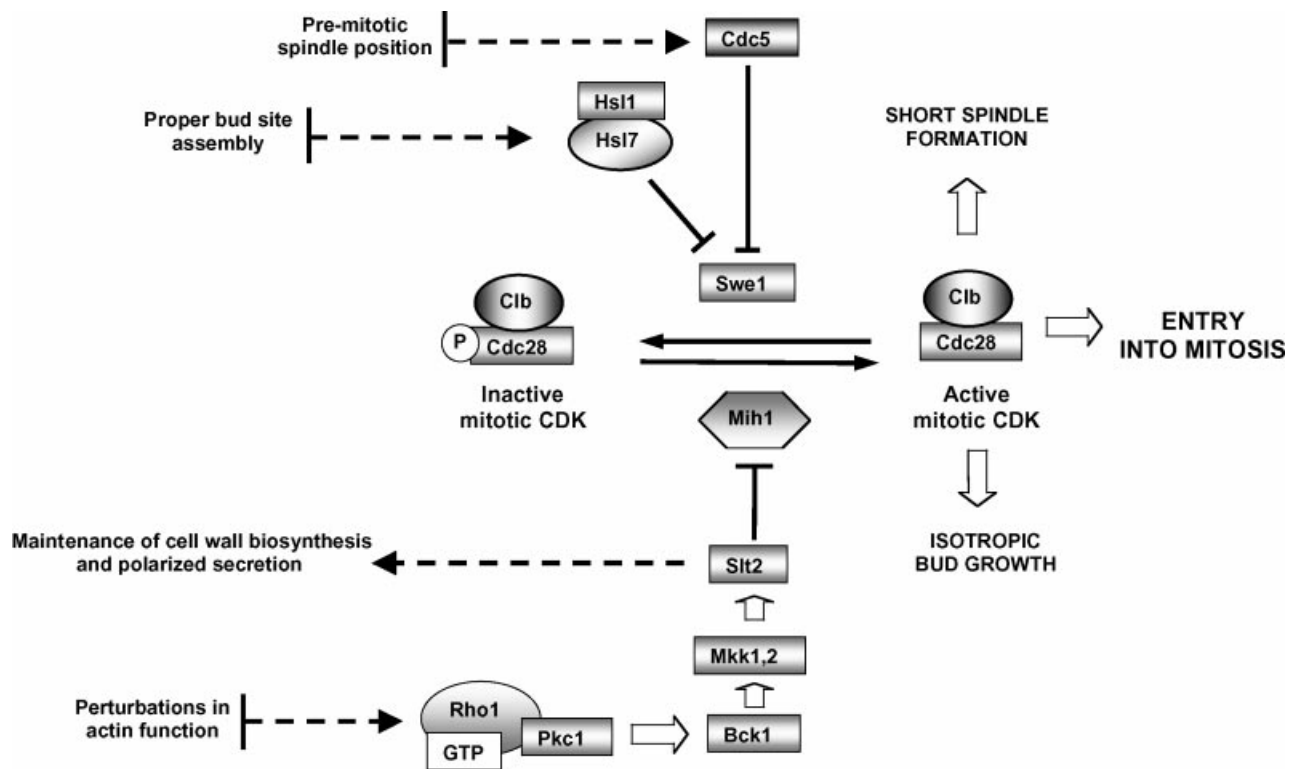 Pre-mitotic
spindle position
Cdc5
Hsl1
Proper bud site
assembly
Hsl7
SHORT SPINDLE
FORMATION
Swe1
Clb
Clb
P
Cdc28
Cdc28
ENTRY
INTO MITOSIS
Inactive
mitotic CDK
Mih1
Active
mitotic CDK
Maintenance of cell wall biosynthesis
and polarized secretion
Slt2
ISOTROPIC
BUD GROWTH
Mkk1,2
Perturbations in
actin function
Rho1
GTP
Pkc1
Bck1